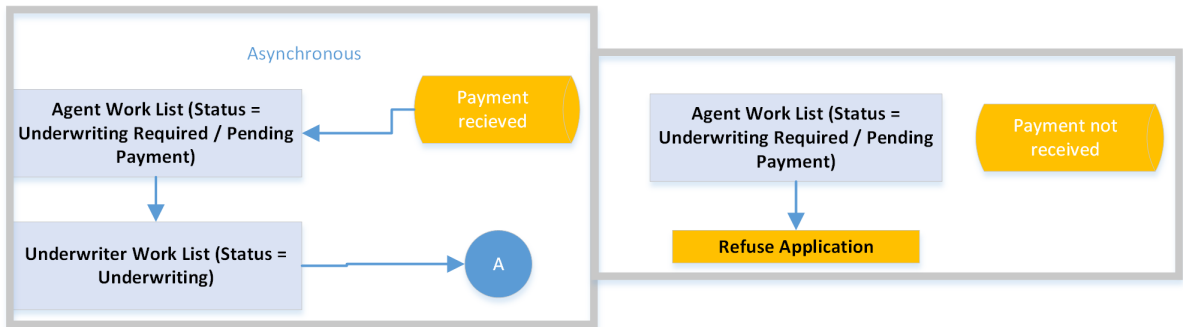 Asynchronous
Payment
recieved
Agent Work List (Status =
Underwriting Required / Pending
Payment)
Underwriter Work List (Status =
Underwriting)
A
Agent Work List (Status =
Underwriting Required / Pending
Payment)
Payment not
received
Refuse Application